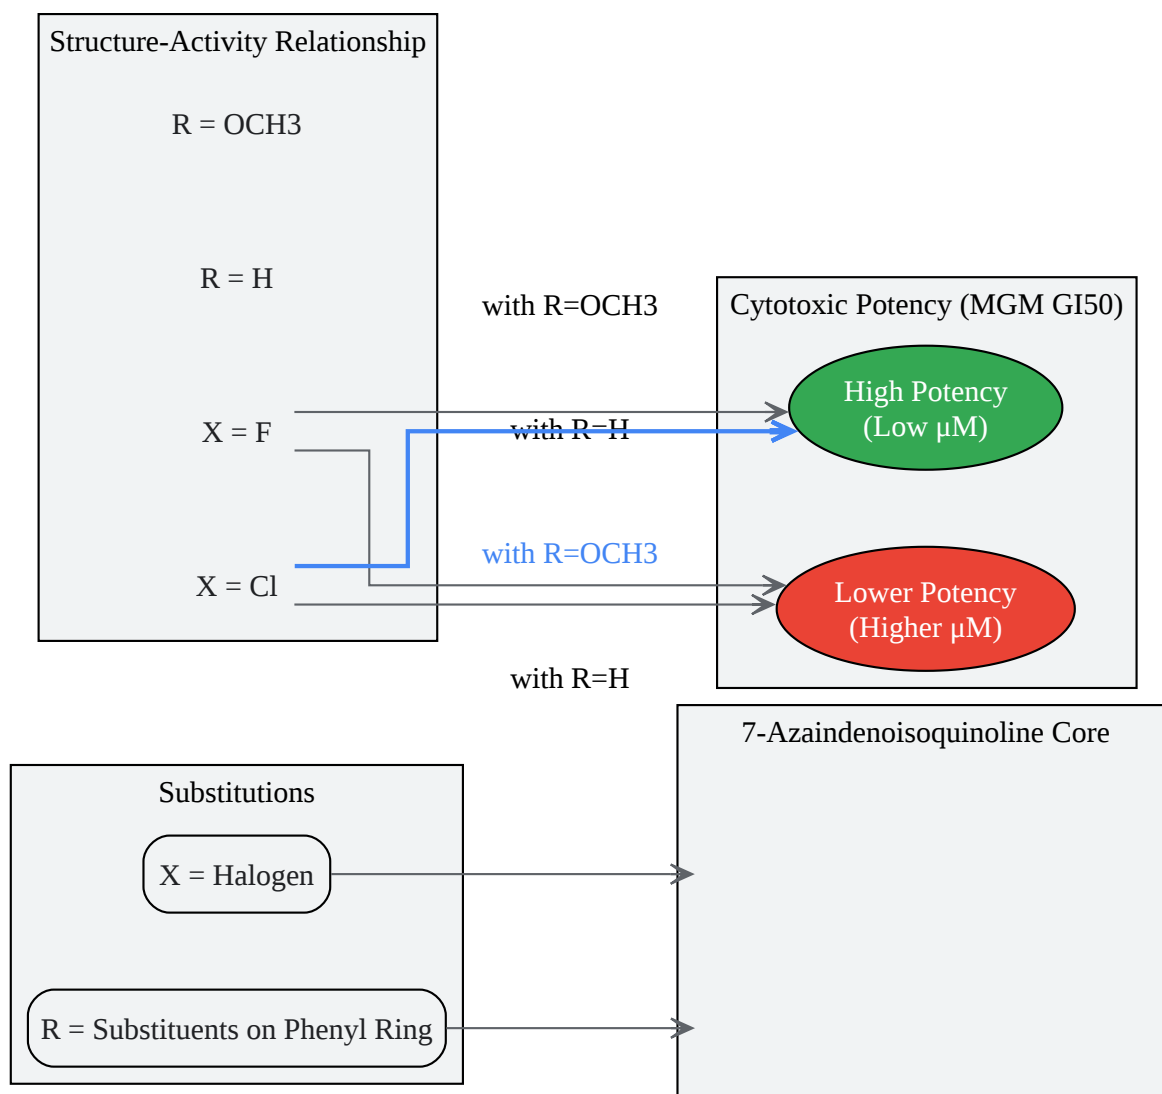 Structure-Activity Relationship
R = OCH3
R = H
X = F
X = Cl
with R=OCH3
with R=H
with R=OCH3
with R=H
Cytotoxic Potency (MGM GI50)
High Potency
(Low μM)
Lower Potency
(Higher μM)
Substitutions
X = Halogen
R = Substituents on Phenyl Ring
7-Azaindenoisoquinoline Core